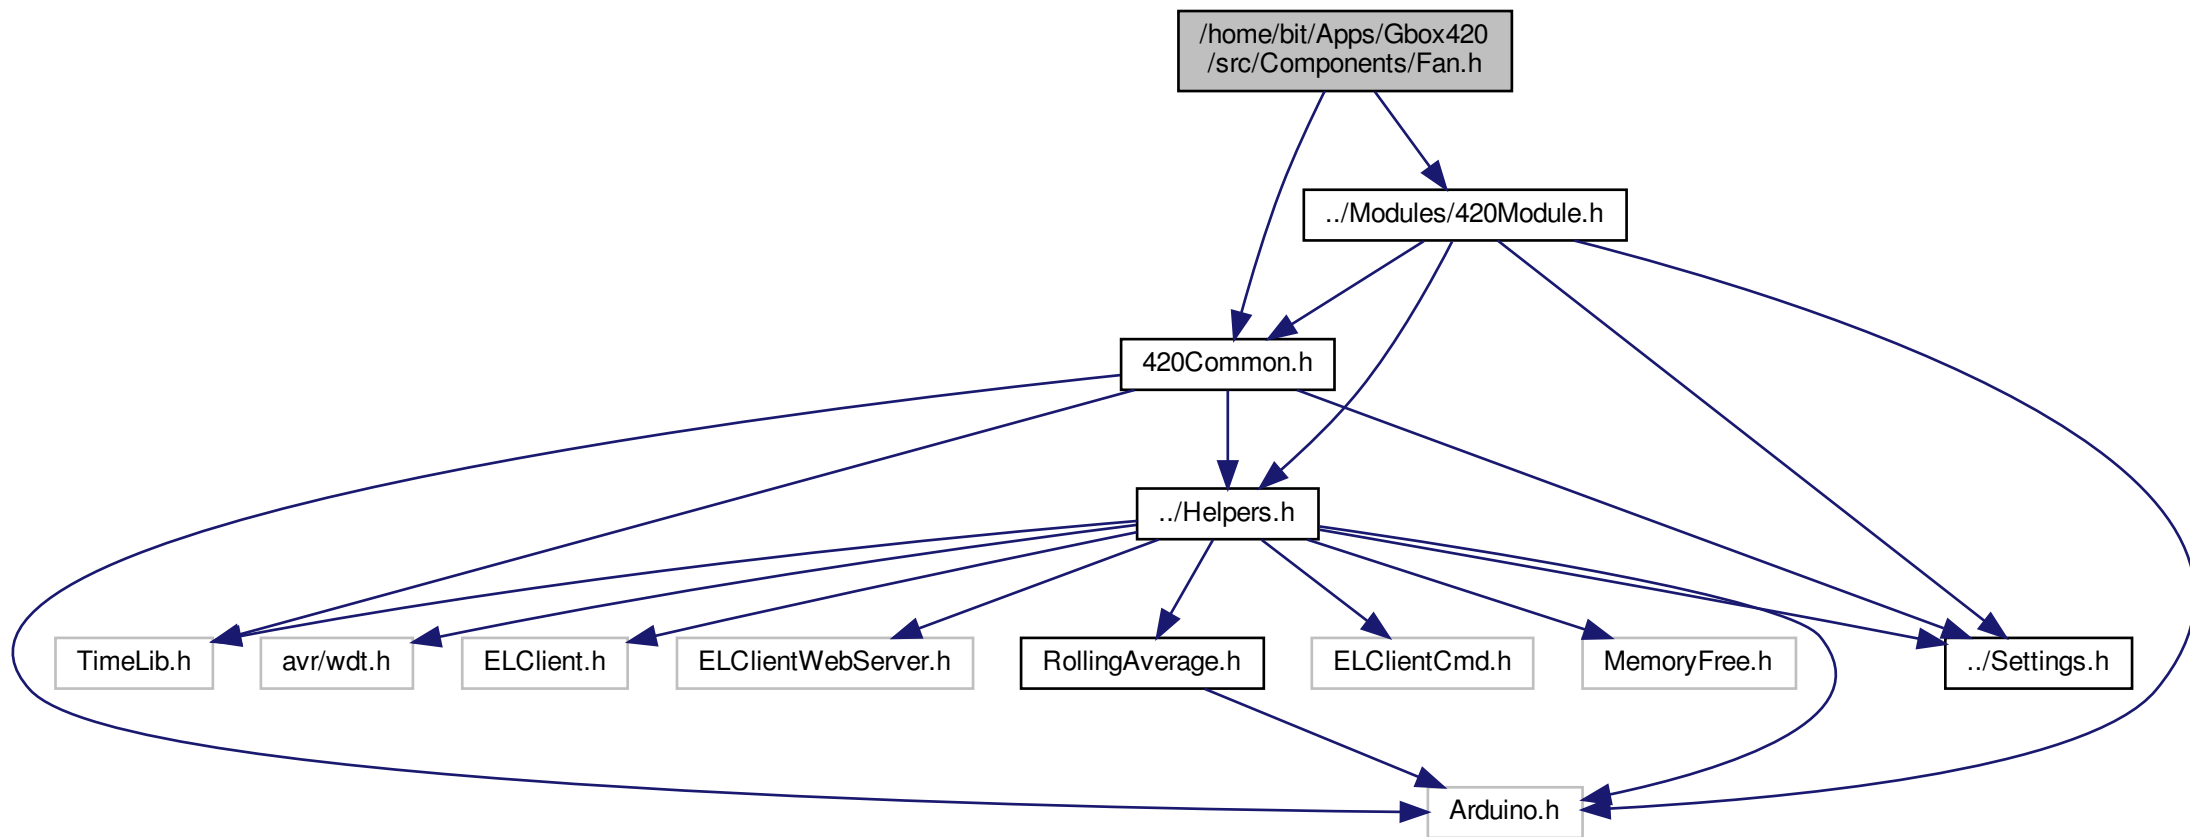 /home/bit/Apps/Gbox420
/src/Components/Fan.h
../Modules/420Module.h
420Common.h
../Helpers.h
TimeLib.h
avr/wdt.h
ELClient.h
ELClientWebServer.h
RollingAverage.h
ELClientCmd.h
MemoryFree.h
../Settings.h
Arduino.h